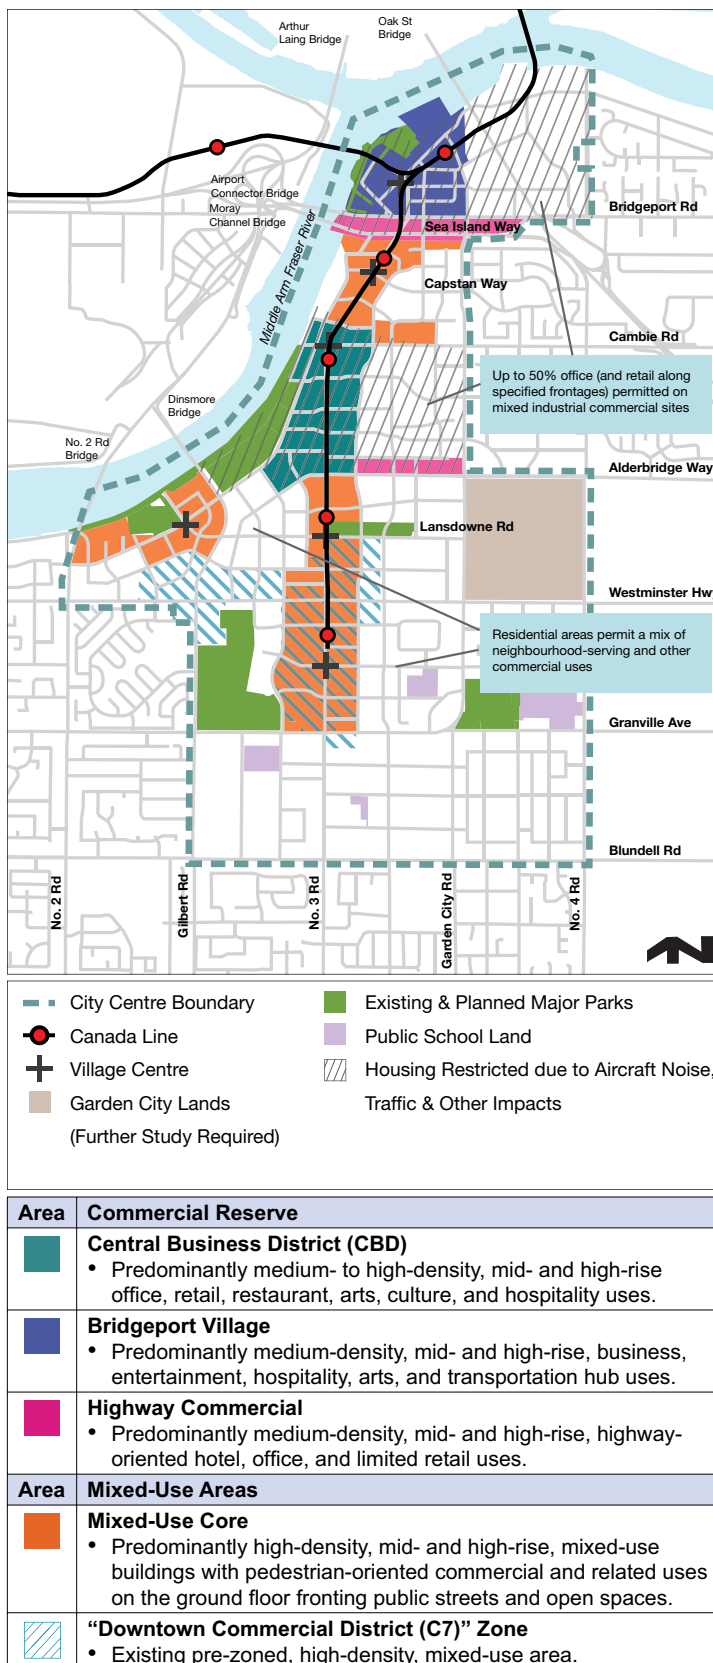 Arthur
Laing Bridge
Oak St
Bridge
Airport
Connector Bridge
Moray
Channel Bridge
Bridgeport Rd
Sea Island Way
Middle Arm Fraser River
Capstan Way
Cambie Rd
Up to 50% office (and retail along
specified frontages) permitted on
mixed industrial commercial sites
Dinsmore
Bridge
No. 2 Rd
Bridge
Alderbridge Way
Lansdowne Rd
Westminster Hwy
Residential areas permit a mix of
neighbourhood-serving and other
commercial uses
Granville Ave
Blundell Rd
No. 2 Rd
Gilbert Rd
No. 3 Rd
Garden City Rd
No. 4 Rd
N
City Centre Boundary
Canada Line
Village Centre
Garden City Lands
(Further Study Required)
Existing & Planned Major Parks
Public School Land
Housing Restricted due to Aircraft Noise,
Traffic & Other Impacts
Area Commercial Reserve
Central Business District (CBD)
• Predominantly medium- to high-density, mid- and high-rise
office, retail, restaurant, arts, culture, and hospitality uses.
Bridgeport Village
• Predominantly medium-density, mid- and high-rise, business,
entertainment, hospitality, arts, and transportation hub uses.
Highway Commercial
• Predominantly medium-density, mid- and high-rise, highway-
oriented hotel, office, and limited retail uses.
Area Mixed-Use Areas
Mixed-Use Core
• Predominantly high-density, mid- and high-rise, mixed-use
buildings with pedestrian-oriented commercial and related uses
on the ground floor fronting public streets and open spaces.
“Downtown Commercial District (C7)” Zone
• Existing pre-zoned, high-density, mixed-use area.